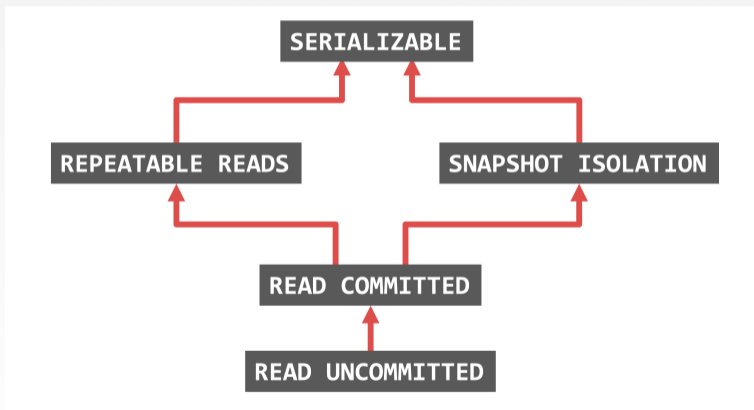 SERIALIZABLE
REPEATABLE READS
SNAPSHOT ISOLATION
READ COMMITTED
READ UNCOMMITTED